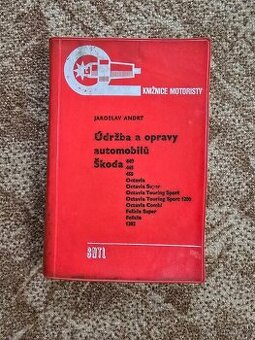 KNIŽNICE MOTORISTY
JAROSLAV ANDRT
Údržba a opravy
automobilů
Škoda 440
445
450
Octavia
Octavia Super
Octavia Touring Sport
Octavia Touring Sport 1200
Octavia Combi
Felicia Super
Felicia
1202
SNTL